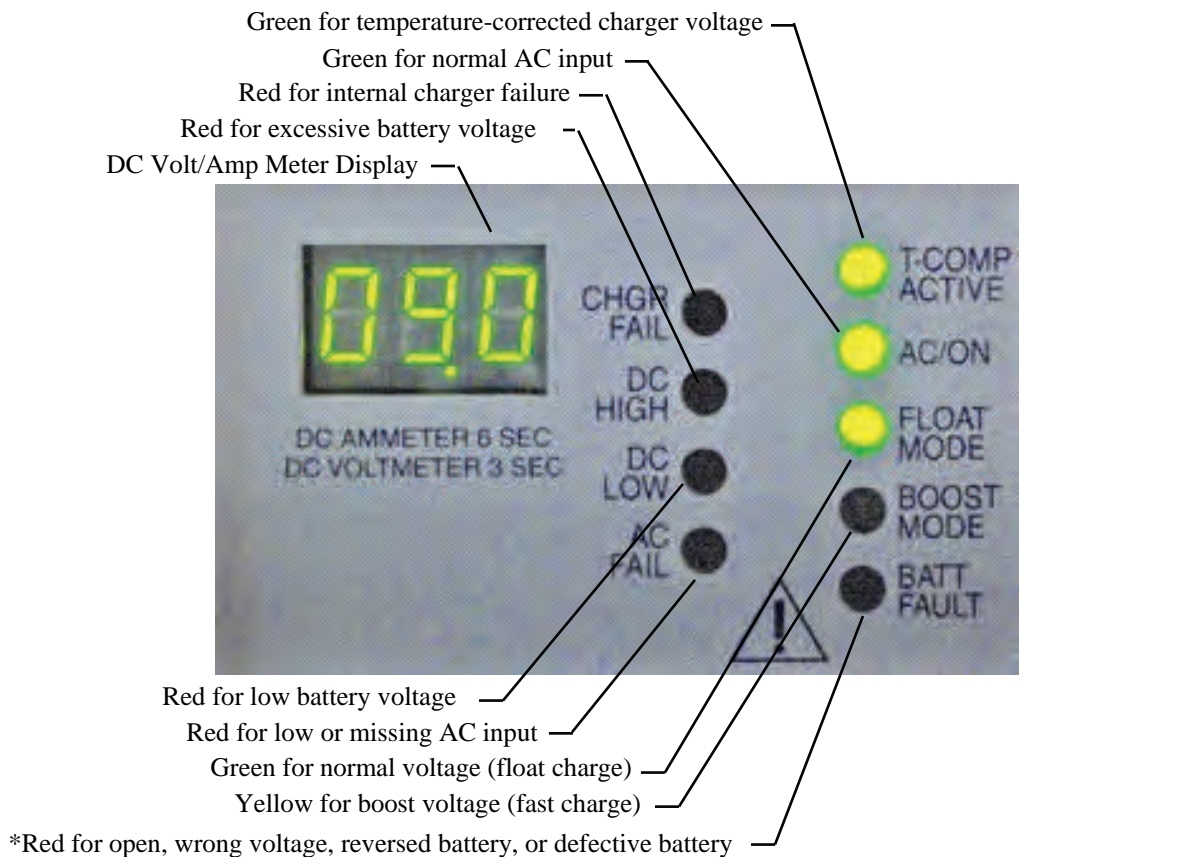 Green for temperature-corrected charger voltage
Green for normal AC input
Red for internal charger failure
Red for excessive battery voltage
DC Volt/Amp Meter Display
09.0
DC AMMETER 6 SEC
DC VOLTMETER 3 SEC
CHGR
FAIL
DC
HIGH
DC
LOW
AC
FAIL
T-COMP
ACTIVE
AC/ON
FLOAT
MODE
BOOST
MODE
BATT
FAULT
!
Red for low battery voltage
Red for low or missing AC input
Green for normal voltage (float charge)
Yellow for boost voltage (fast charge)
*Red for open, wrong voltage, reversed battery, or defective battery